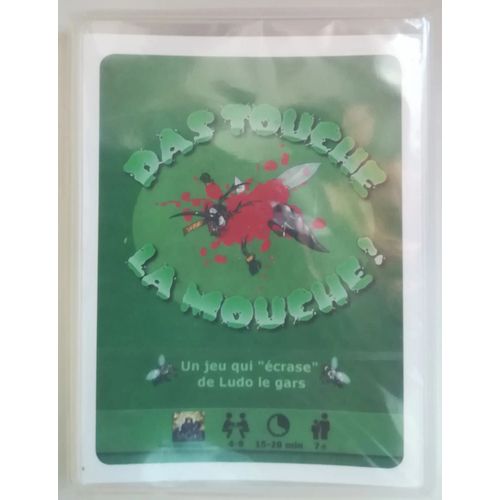 PAS TOUCHE
LA MOUCHE !
Un jeu qui "écrase"
de Ludo le gars
4-8 15-20 min 7+